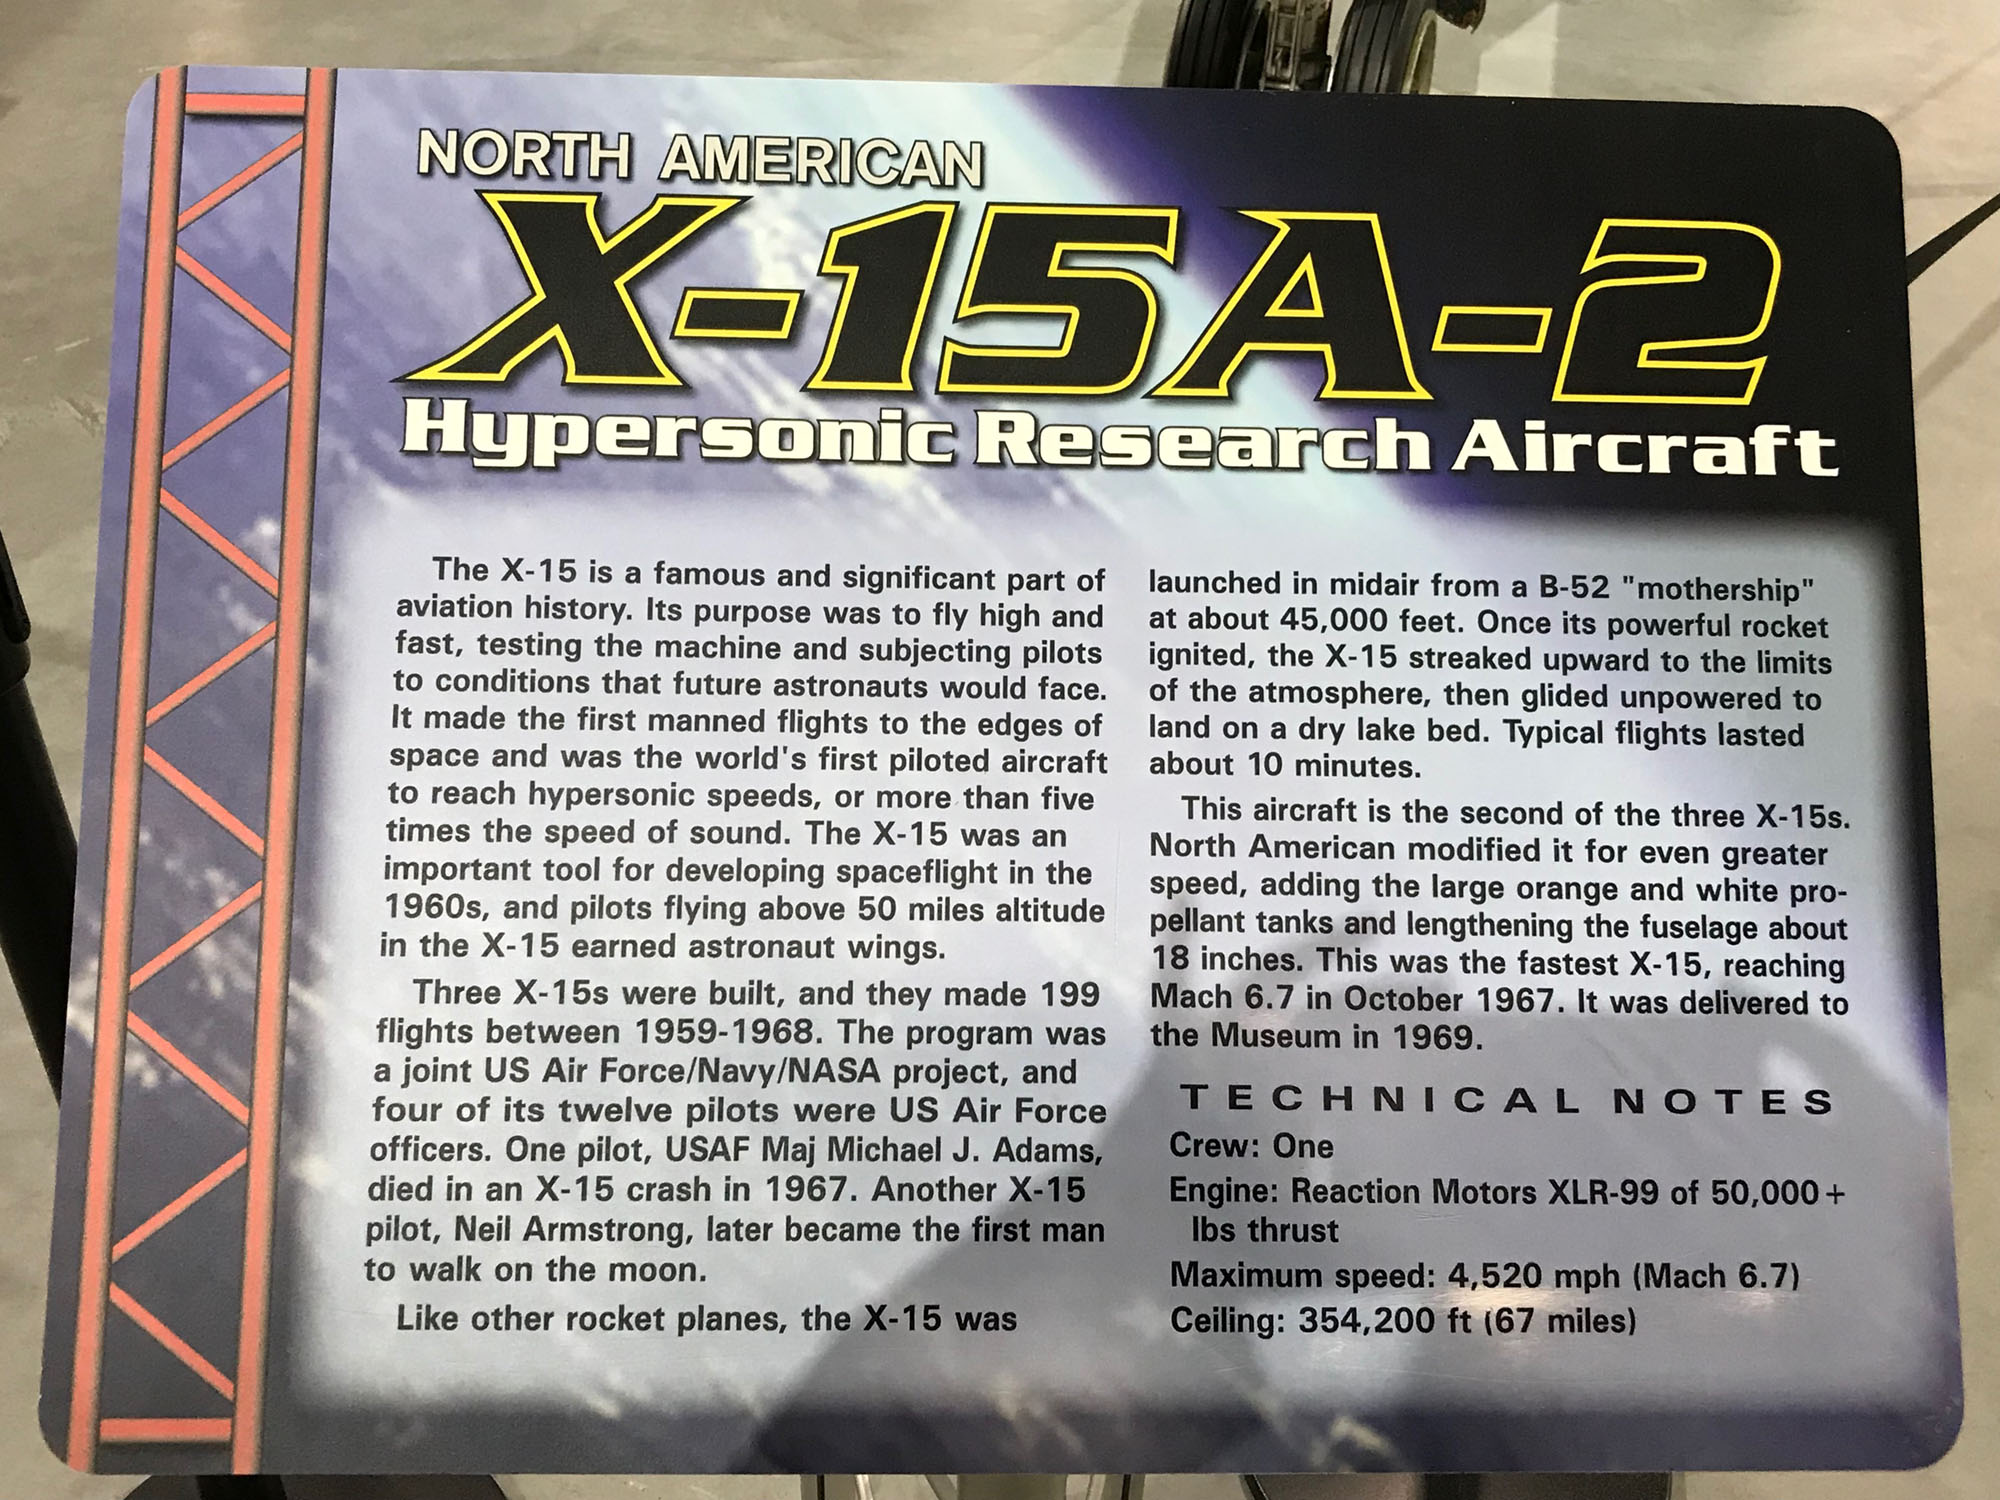 NORTH AMERICAN
X-15A-2
Hypersonic Research Aircraft
The X-15 is a famous and significant part of
aviation history. Its purpose was to fly high and
fast, testing the machine and subjecting pilots
to conditions that future astronauts would face.
It made the first manned flights to the edges of
space and was the world's first piloted aircraft
to reach hypersonic speeds, or more than five
times the speed of sound. The X-15 was an
important tool for developing spaceflight in the
1960s, and pilots flying above 50 miles altitude
in the X-15 earned astronaut wings.
Three X-15s were built, and they made 199
flights between 1959-1968. The program was
a joint US Air Force/Navy/NASA project, and
four of its twelve pilots were US Air Force
officers. One pilot, USAF Maj Michael J. Adams,
died in an X-15 crash in 1967. Another X-15
pilot, Neil Armstrong, later became the first man
to walk on the moon.
Like other rocket planes, the X-15 was
launched in midair from a B-52 "mothership"
at about 45,000 feet. Once its powerful rocket
ignited, the X-15 streaked upward to the limits
of the atmosphere, then glided unpowered to
land on a dry lake bed. Typical flights lasted
about 10 minutes.
This aircraft is the second of the three X-15s.
North American modified it for even greater
speed, adding the large orange and white pro-
pellant tanks and lengthening the fuselage about
18 inches. This was the fastest X-15, reaching
Mach 6.7 in October 1967. It was delivered to
the Museum in 1969.
TECHNICAL NOTES
Crew: One
Engine: Reaction Motors XLR-99 of 50,000+
lbs thrust
Maximum speed: 4,520 mph (Mach 6.7)
Ceiling: 354,200 ft (67 miles)